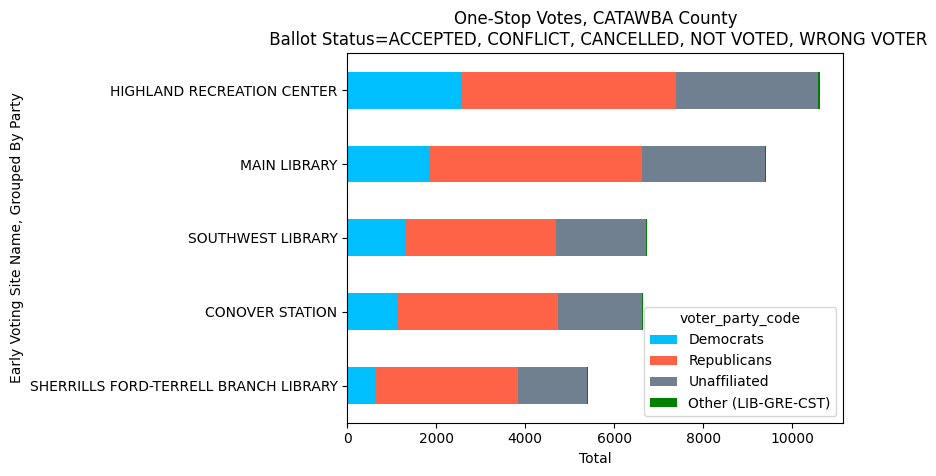 One-Stop Votes, CATAWBA County
Ballot Status=ACCEPTED, CONFLICT, CANCELLED, NOT VOTED, WRONG VOTER
Early Voting Site Name, Grouped By Party
HIGHLAND RECREATION CENTER
MAIN LIBRARY
SOUTHWEST LIBRARY
CONOVER STATION
SHERRILLS FORD-TERRELL BRANCH LIBRARY
voter_party_code
Democrats
Republicans
Unaffiliated
Other (LIB-GRE-CST)
0 2000 4000 6000 8000 10000
Total